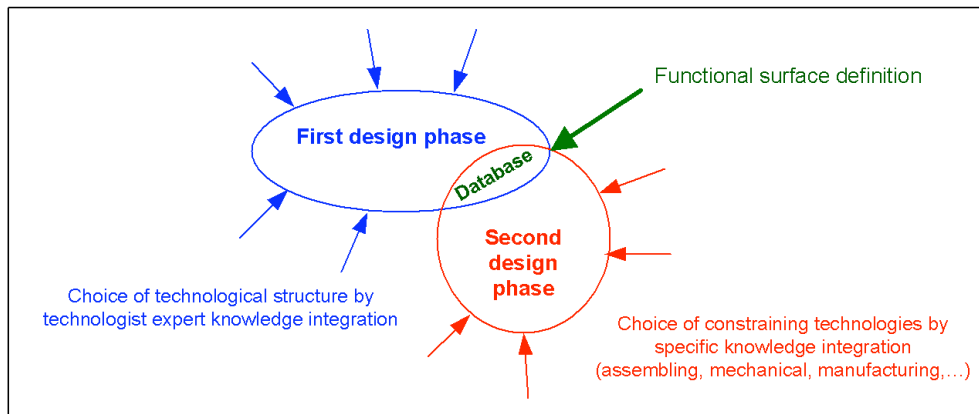 Functional surface definition
First design phase
Database
Second
design
phase
Choice of technological structure by
technologist expert knowledge integration
Choice of constraining technologies by
specific knowledge integration
(assembling, mechanical, manufacturing,...)